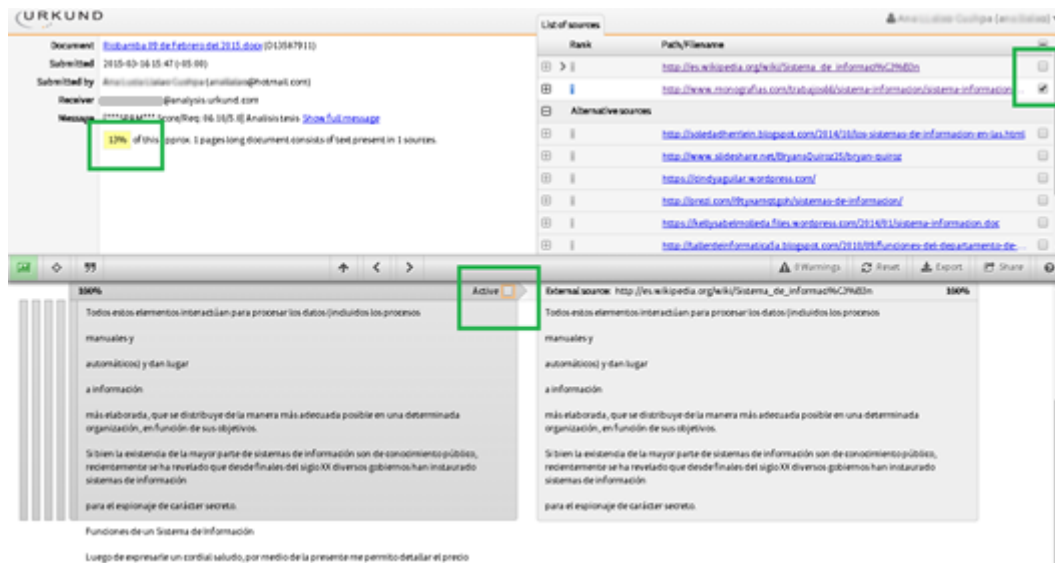 URKUND
Document Riobamba 09 de Febrero del 2015.docx (D13587911)
Submitted 2015-02-16 15:47 (-05:00)
Submitted by
@hotmail.com)
Receiver @analysis.urkund.com
Message Analisis tesis Show full message
13% of this approx. 1 pages long document consists of text present in 1 sources.
List of sources
Rank Path/Filename
http://es.wikipedia.org/wiki/Sistema_de_informaci%C3%B3n
http://www.monografias.com/trabajos66/sistema-informacion/sistema-informacion...
Alternative sources
http://soledadherrlein.blogspot.com/2014/10/los-sistemas-de-informacion-en-las.html
http://www.slideshare.net/BryansQuiroz25/bryan-quiroz
https://cindyaguilar.wordpress.com/
sistemas-de-informacion/
.files.wordpress.com/2014/01/sistema-informacion.doc
funciones-del-departamento-de-...
0 Warnings Reset Export Share
100% Active
Todos estos elementos interactúan para procesar los datos (incluidos los procesos
manuales y
automáticos) y dan lugar
a información
más elaborada, que se distribuye de la manera más adecuada posible en una determinada
organización, en función de sus objetivos.
Si bien la existencia de la mayor parte de sistemas de información son de conocimiento público,
recientemente se ha revelado que desde finales del siglo XX diversos gobiernos han instaurado
sistemas de información
para el espionaje de carácter secreto.
Funciones de un Sistema de Información
Luego de expresarle un cordial saludo, por medio de la presente me permito detallar el precio
External source: http://es.wikipedia.org/wiki/Sistema_de_informaci%C3%B3n 100%
Todos estos elementos interactúan para procesar los datos (incluidos los procesos
manuales y
automáticos) y dan lugar
a información
más elaborada, que se distribuye de la manera más adecuada posible en una determinada
organización, en función de sus objetivos.
Si bien la existencia de la mayor parte de sistemas de información son de conocimiento público,
recientemente se ha revelado que desde finales del siglo XX diversos gobiernos han instaurado
sistemas de información
para el espionaje de carácter secreto.